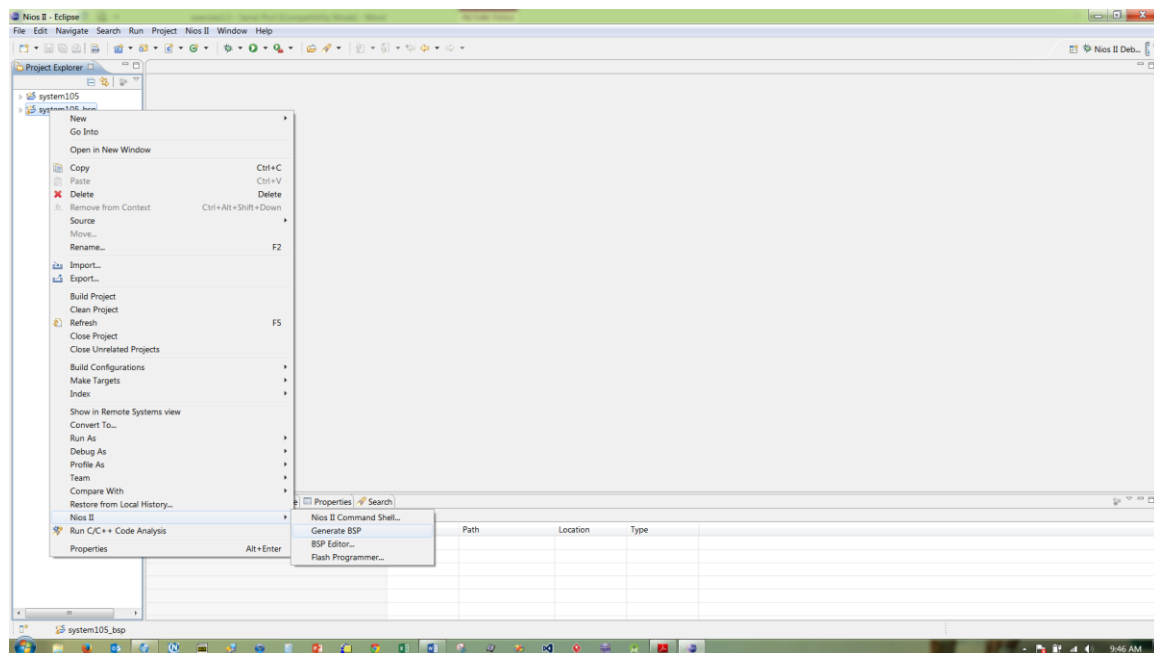 Nios II - Eclipse
File Edit Navigate Search Run Project Nios II Window Help
Nios II Deb...
Project Explorer
system105
system105_bsp
New
Go Into
Open in New Window
Copy Ctrl+C
Paste Ctrl+V
Delete Delete
Remove from Context Ctrl+Alt+Shift+Down
Source
Move...
Rename... F2
Import...
Export...
Build Project
Clean Project
Refresh F5
Close Project
Close Unrelated Projects
Build Configurations
Make Targets
Index
Show in Remote Systems view
Convert To...
Run As
Debug As
Profile As
Team
Compare With
Restore from Local History...
Properties Search
Nios II
Nios II Command Shell...
Path Location Type
Run C/C++ Code Analysis
Generate BSP
BSP Editor...
Properties Alt+Enter
Flash Programmer...
system105_bsp
9:46 AM